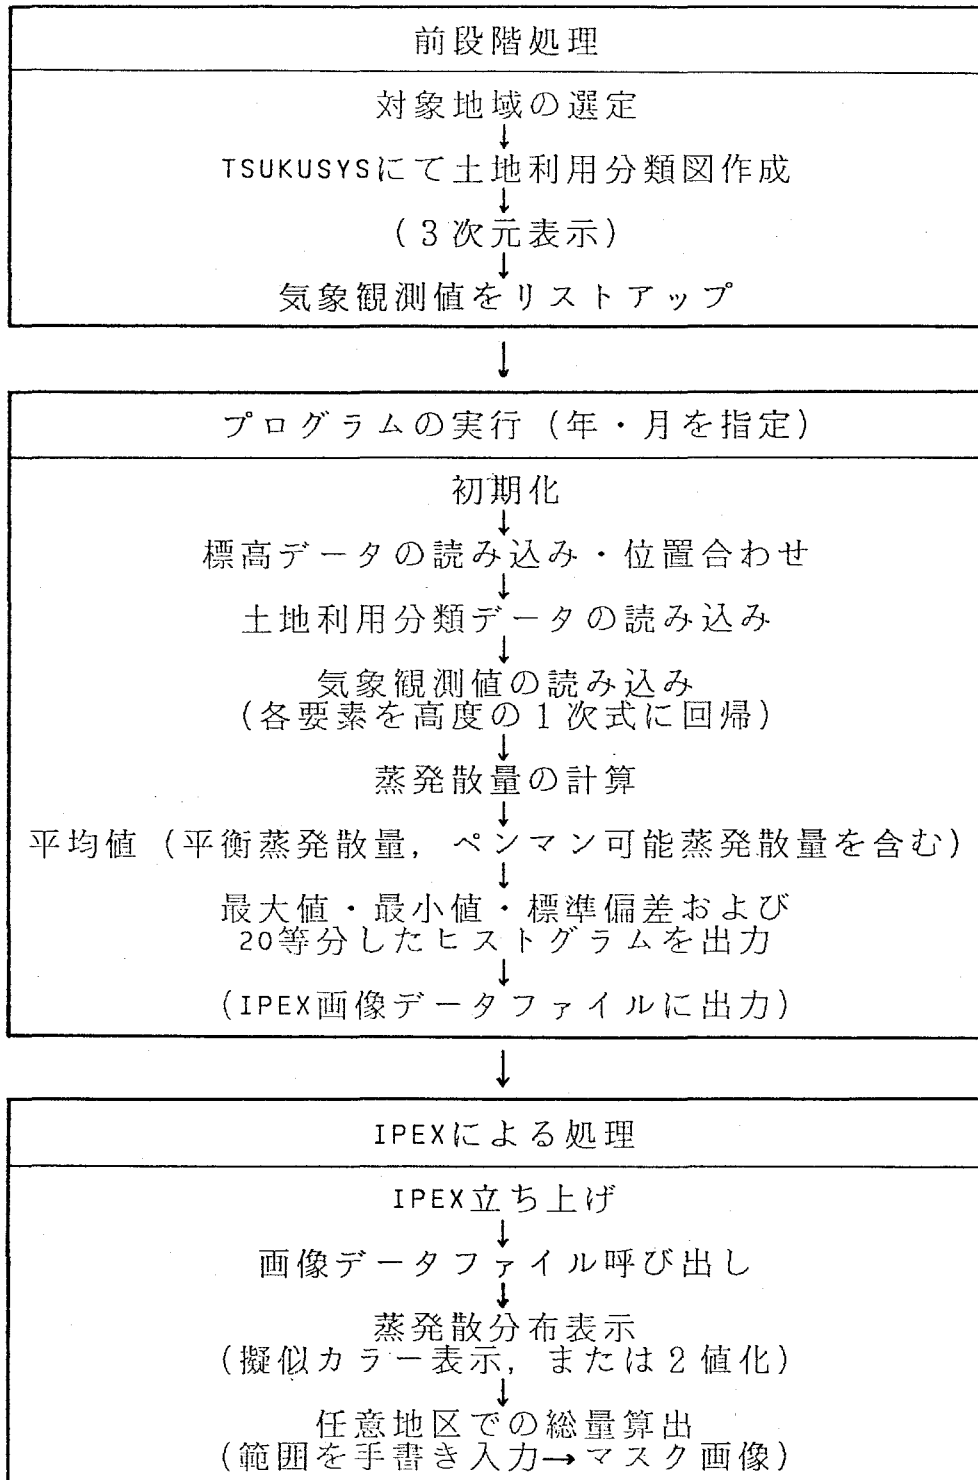 前段階処理
対象地域の選定
↓
TSUKUSYSにて土地利用分類図作成
↓
(3次元表示)
↓
気象観測値をリストアップ
↓
プログラムの実行(年・月を指定)
初期化
↓
標高データの読み込み・位置合わせ
↓
土地利用分類データの読み込み
↓
気象観測値の読み込み
(各要素を高度の1次式に回帰)
↓
蒸発散量の計算
↓
平均値(平衡蒸発散量,ペンマン可能蒸発散量を含む)
↓
最大値・最小値・標準偏差および
20等分したヒストグラムを出力
↓
(IPEX画像データファイルに出力)
↓
IPEXによる処理
IPEX立ち上げ
↓
画像データファイル呼び出し
↓
蒸発散分布表示
(擬似カラー表示,または2値化)
↓
任意地区での総量算出
(範囲を手書き入力→マスク画像)